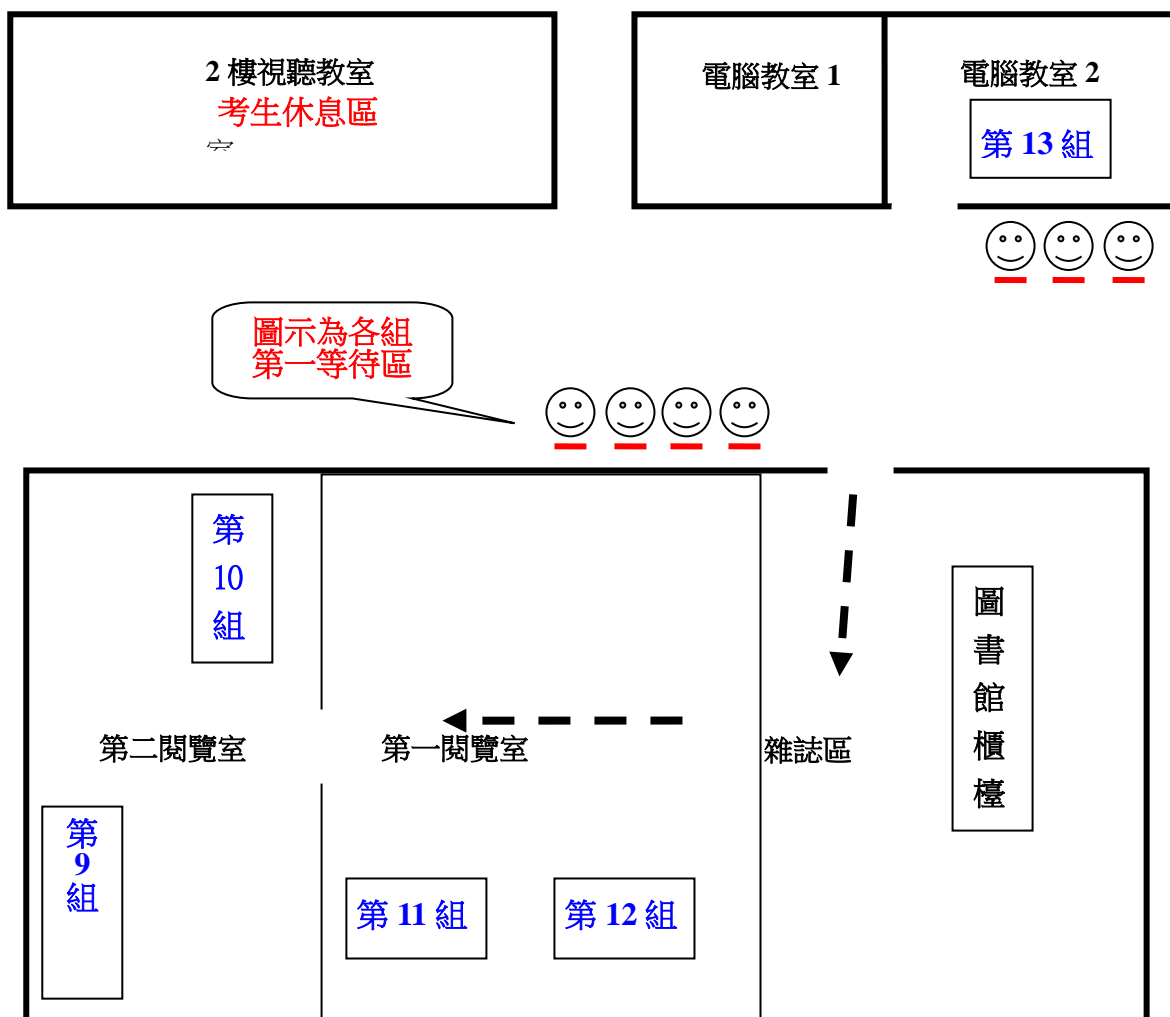 2 樓視聽教室
考生休息區
電腦教室 1
電腦教室 2
第 13 組
圖示為各組
第一等待區
第
10
組
圖
書
館
櫃
檯
第二閱覽室
第一閱覽室
雜誌區
第
9
組
第 11 組
第 12 組